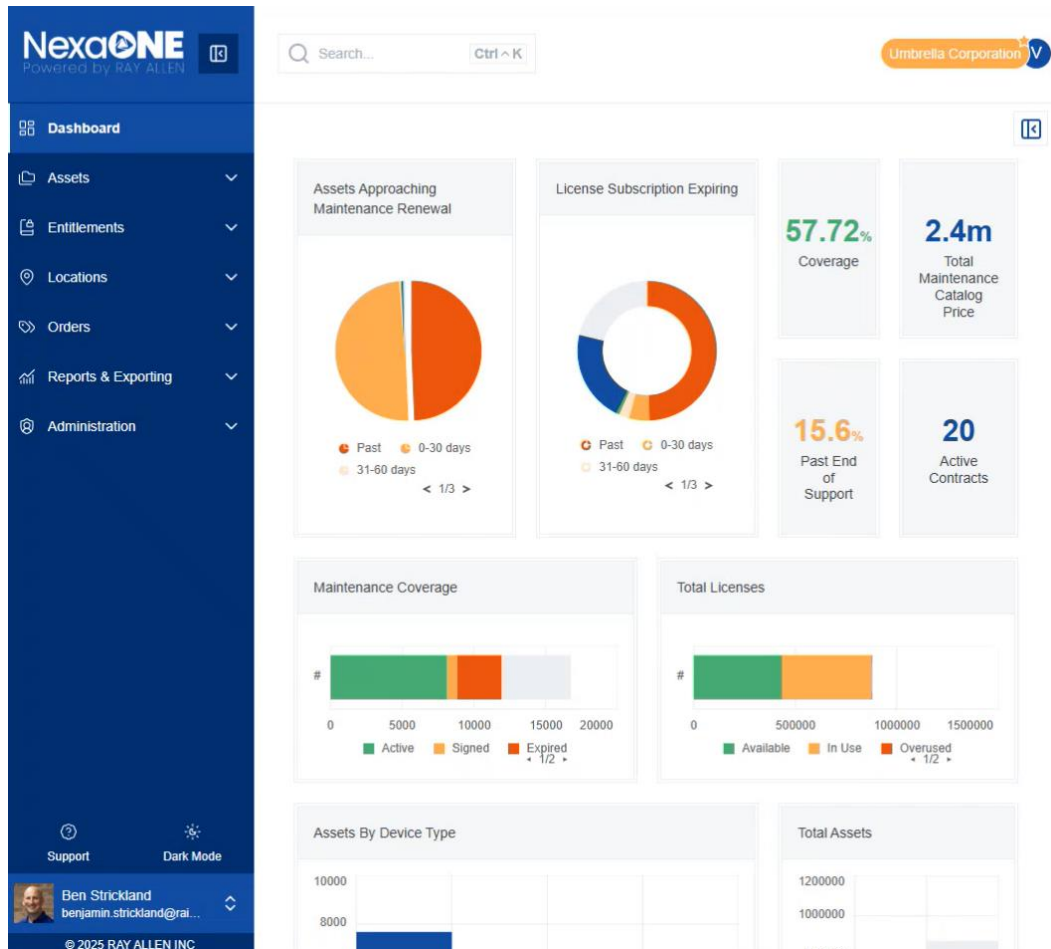 NexaONE
Powered by RAY ALLEN
Search...
Ctrl ^ K
Umbrella Corporation
V
Dashboard
Assets
Entitlements
Locations
Orders
Reports & Exporting
Administration
Support
Dark Mode
Ben Strickland
benjamin.strickland@rai...
© 2025 RAY ALLEN INC
Assets Approaching
Maintenance Renewal
Past
0-30 days
31-60 days
< 1/3 >
License Subscription Expiring
Past
0-30 days
31-60 days
< 1/3 >
57.72%
Coverage
2.4m
Total
Maintenance
Catalog
Price
15.6%
Past End
of
Support
20
Active
Contracts
Maintenance Coverage
#
0 5000 10000 15000 20000
Active Signed Expired
1/2
Total Licenses
#
0 500000 1000000 1500000
Available In Use Overused
1/2
Assets By Device Type
10000
8000
Total Assets
1200000
1000000